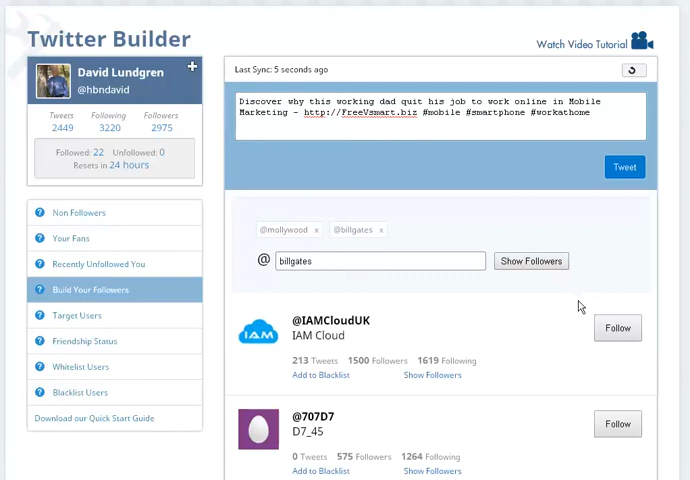 Twitter Builder
Watch Video Tutorial
David Lundgren
@hbndavid
Tweets Following Followers
2449 3220 2975
Followed: 22 Unfollowed: 0
Resets in 24 hours
? Non Followers
? Your Fans
? Recently Unfollowed You
? Build Your Followers
? Target Users
? Friendship Status
? Whitelist Users
? Blacklist Users
Download our Quick Start Guide
Last Sync: 5 seconds ago
Discover why this working dad quit his job to work online in Mobile
Marketing - http://FreeVsmart.biz #mobile #smartphone #workathome
Tweet
@mollywood x @billgates x
@ billgates Show Followers
@IAMCloudUK
IAM Cloud
IAM
Follow
213 Tweets 1500 Followers 1619 Following
Add to Blacklist Show Followers
@707D7
D7_45
Follow
0 Tweets 575 Followers 1264 Following
Add to Blacklist Show Followers